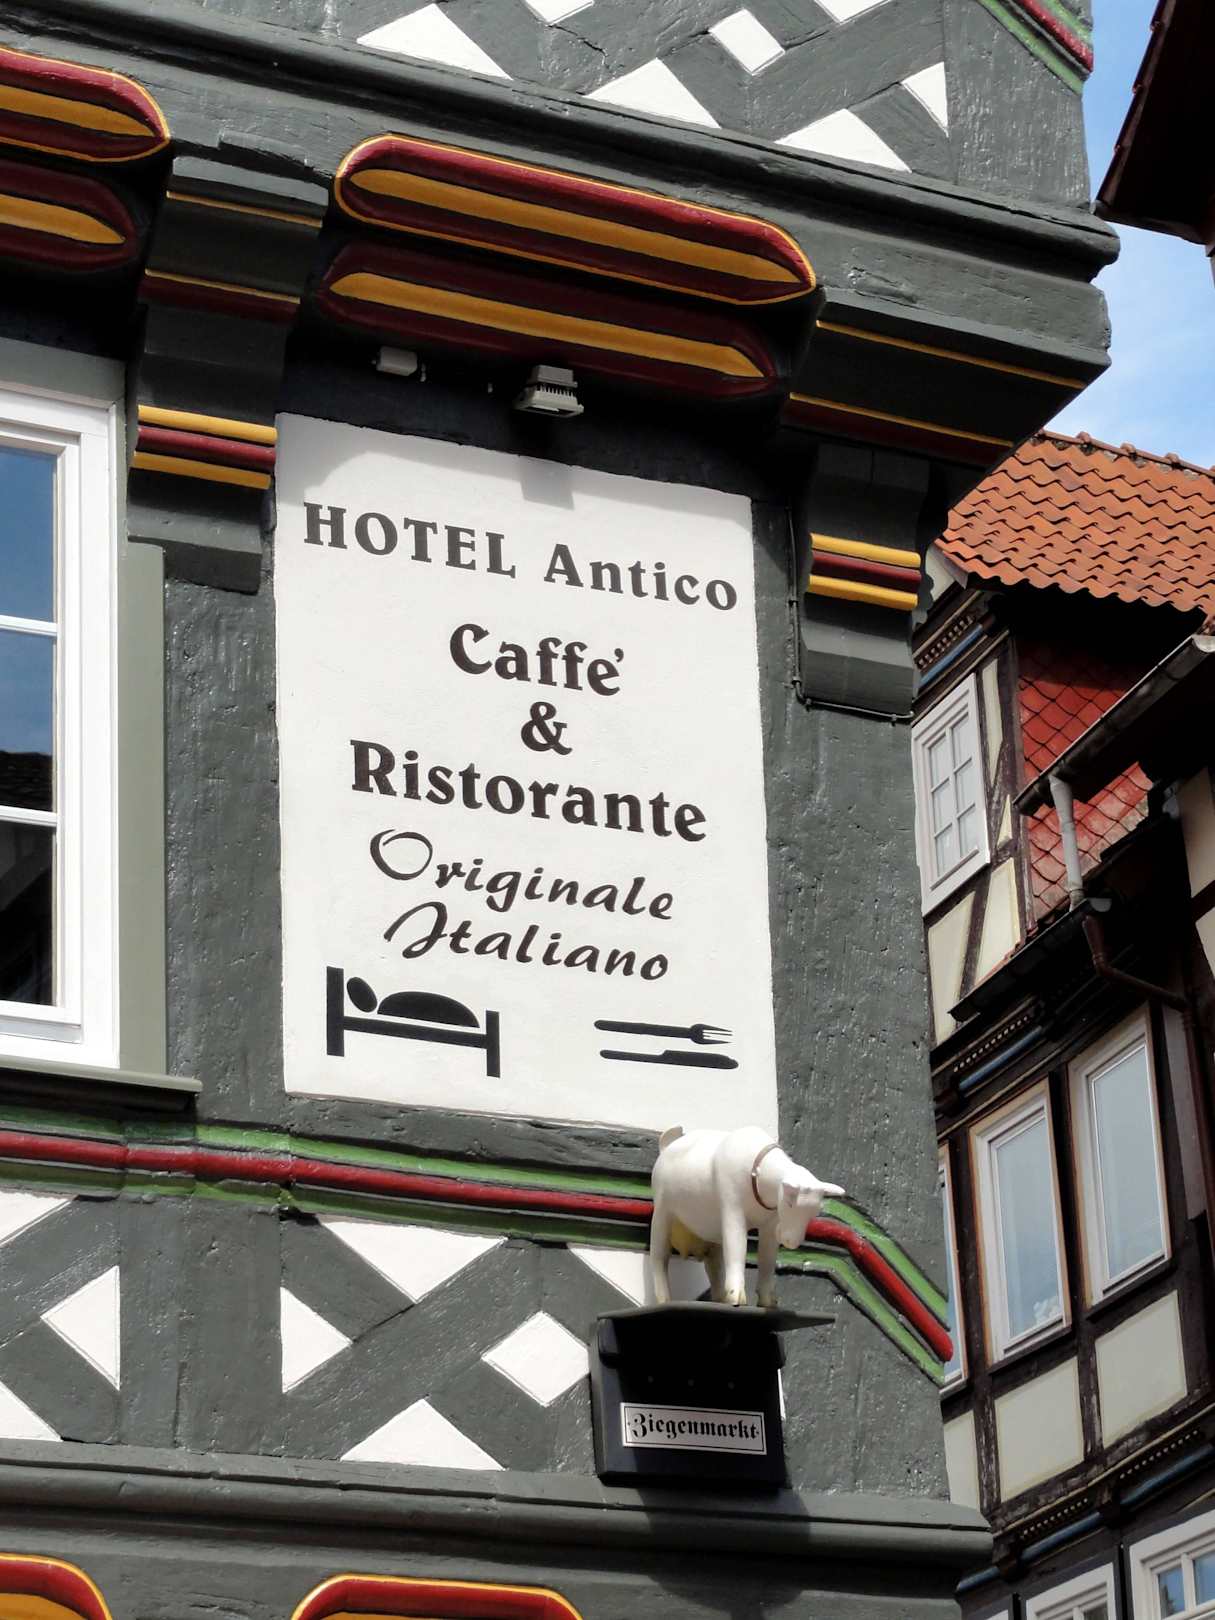 HOTEL Antico
Caffe'
&
Ristorante
Originale
Italiano
Ziegenmarkt